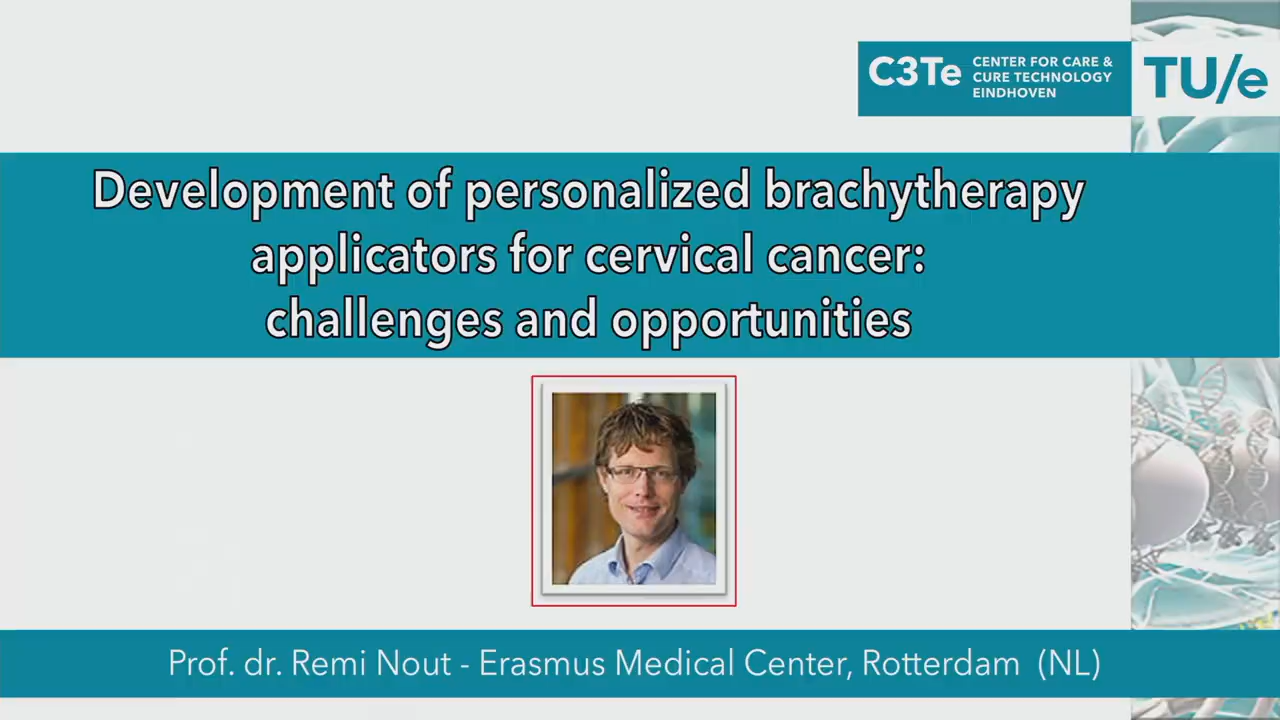 C3Te
CENTER FOR CARE &
CURE TECHNOLOGY
EINDHOVEN
TU/e
Development of personalized brachytherapy
applicators for cervical cancer:
challenges and opportunities
Prof. dr. Remi Nout - Erasmus Medical Center, Rotterdam (NL)